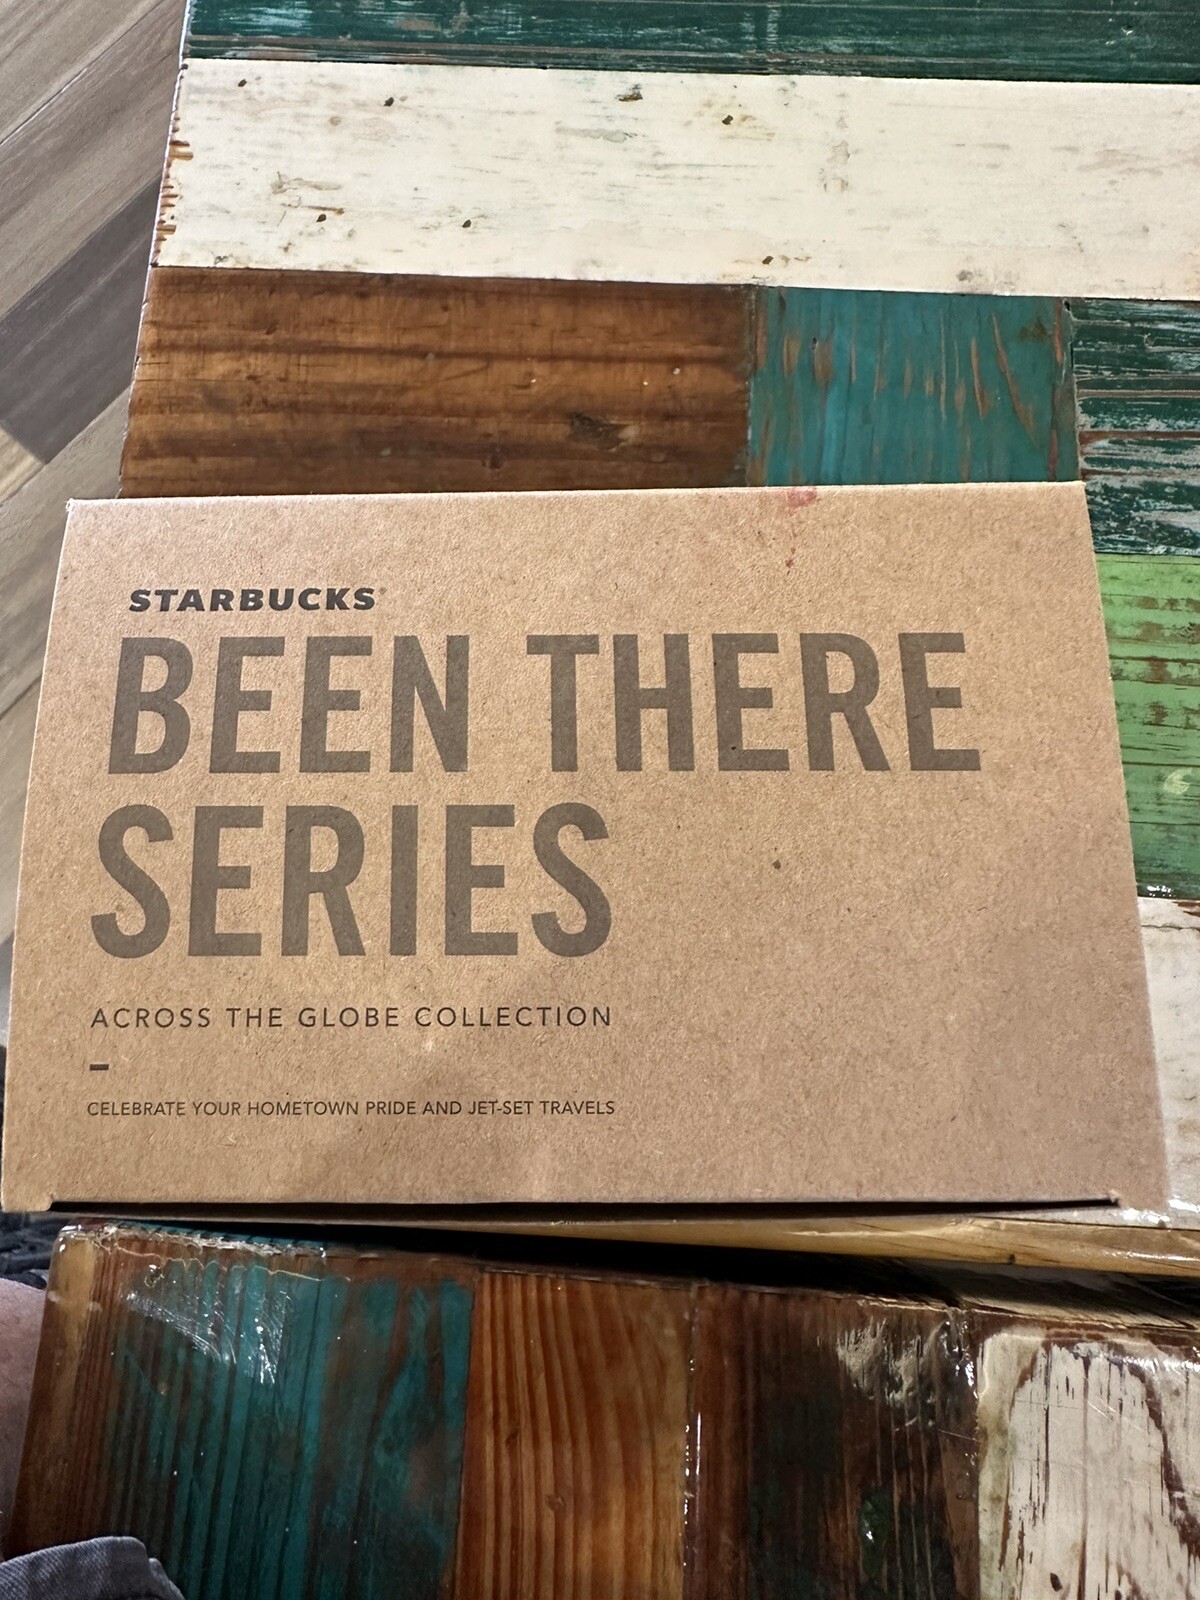 STARBUCKS®
BEEN THERE
SERIES
ACROSS THE GLOBE COLLECTION
–
CELEBRATE YOUR HOMETOWN PRIDE AND JET-SET TRAVELS